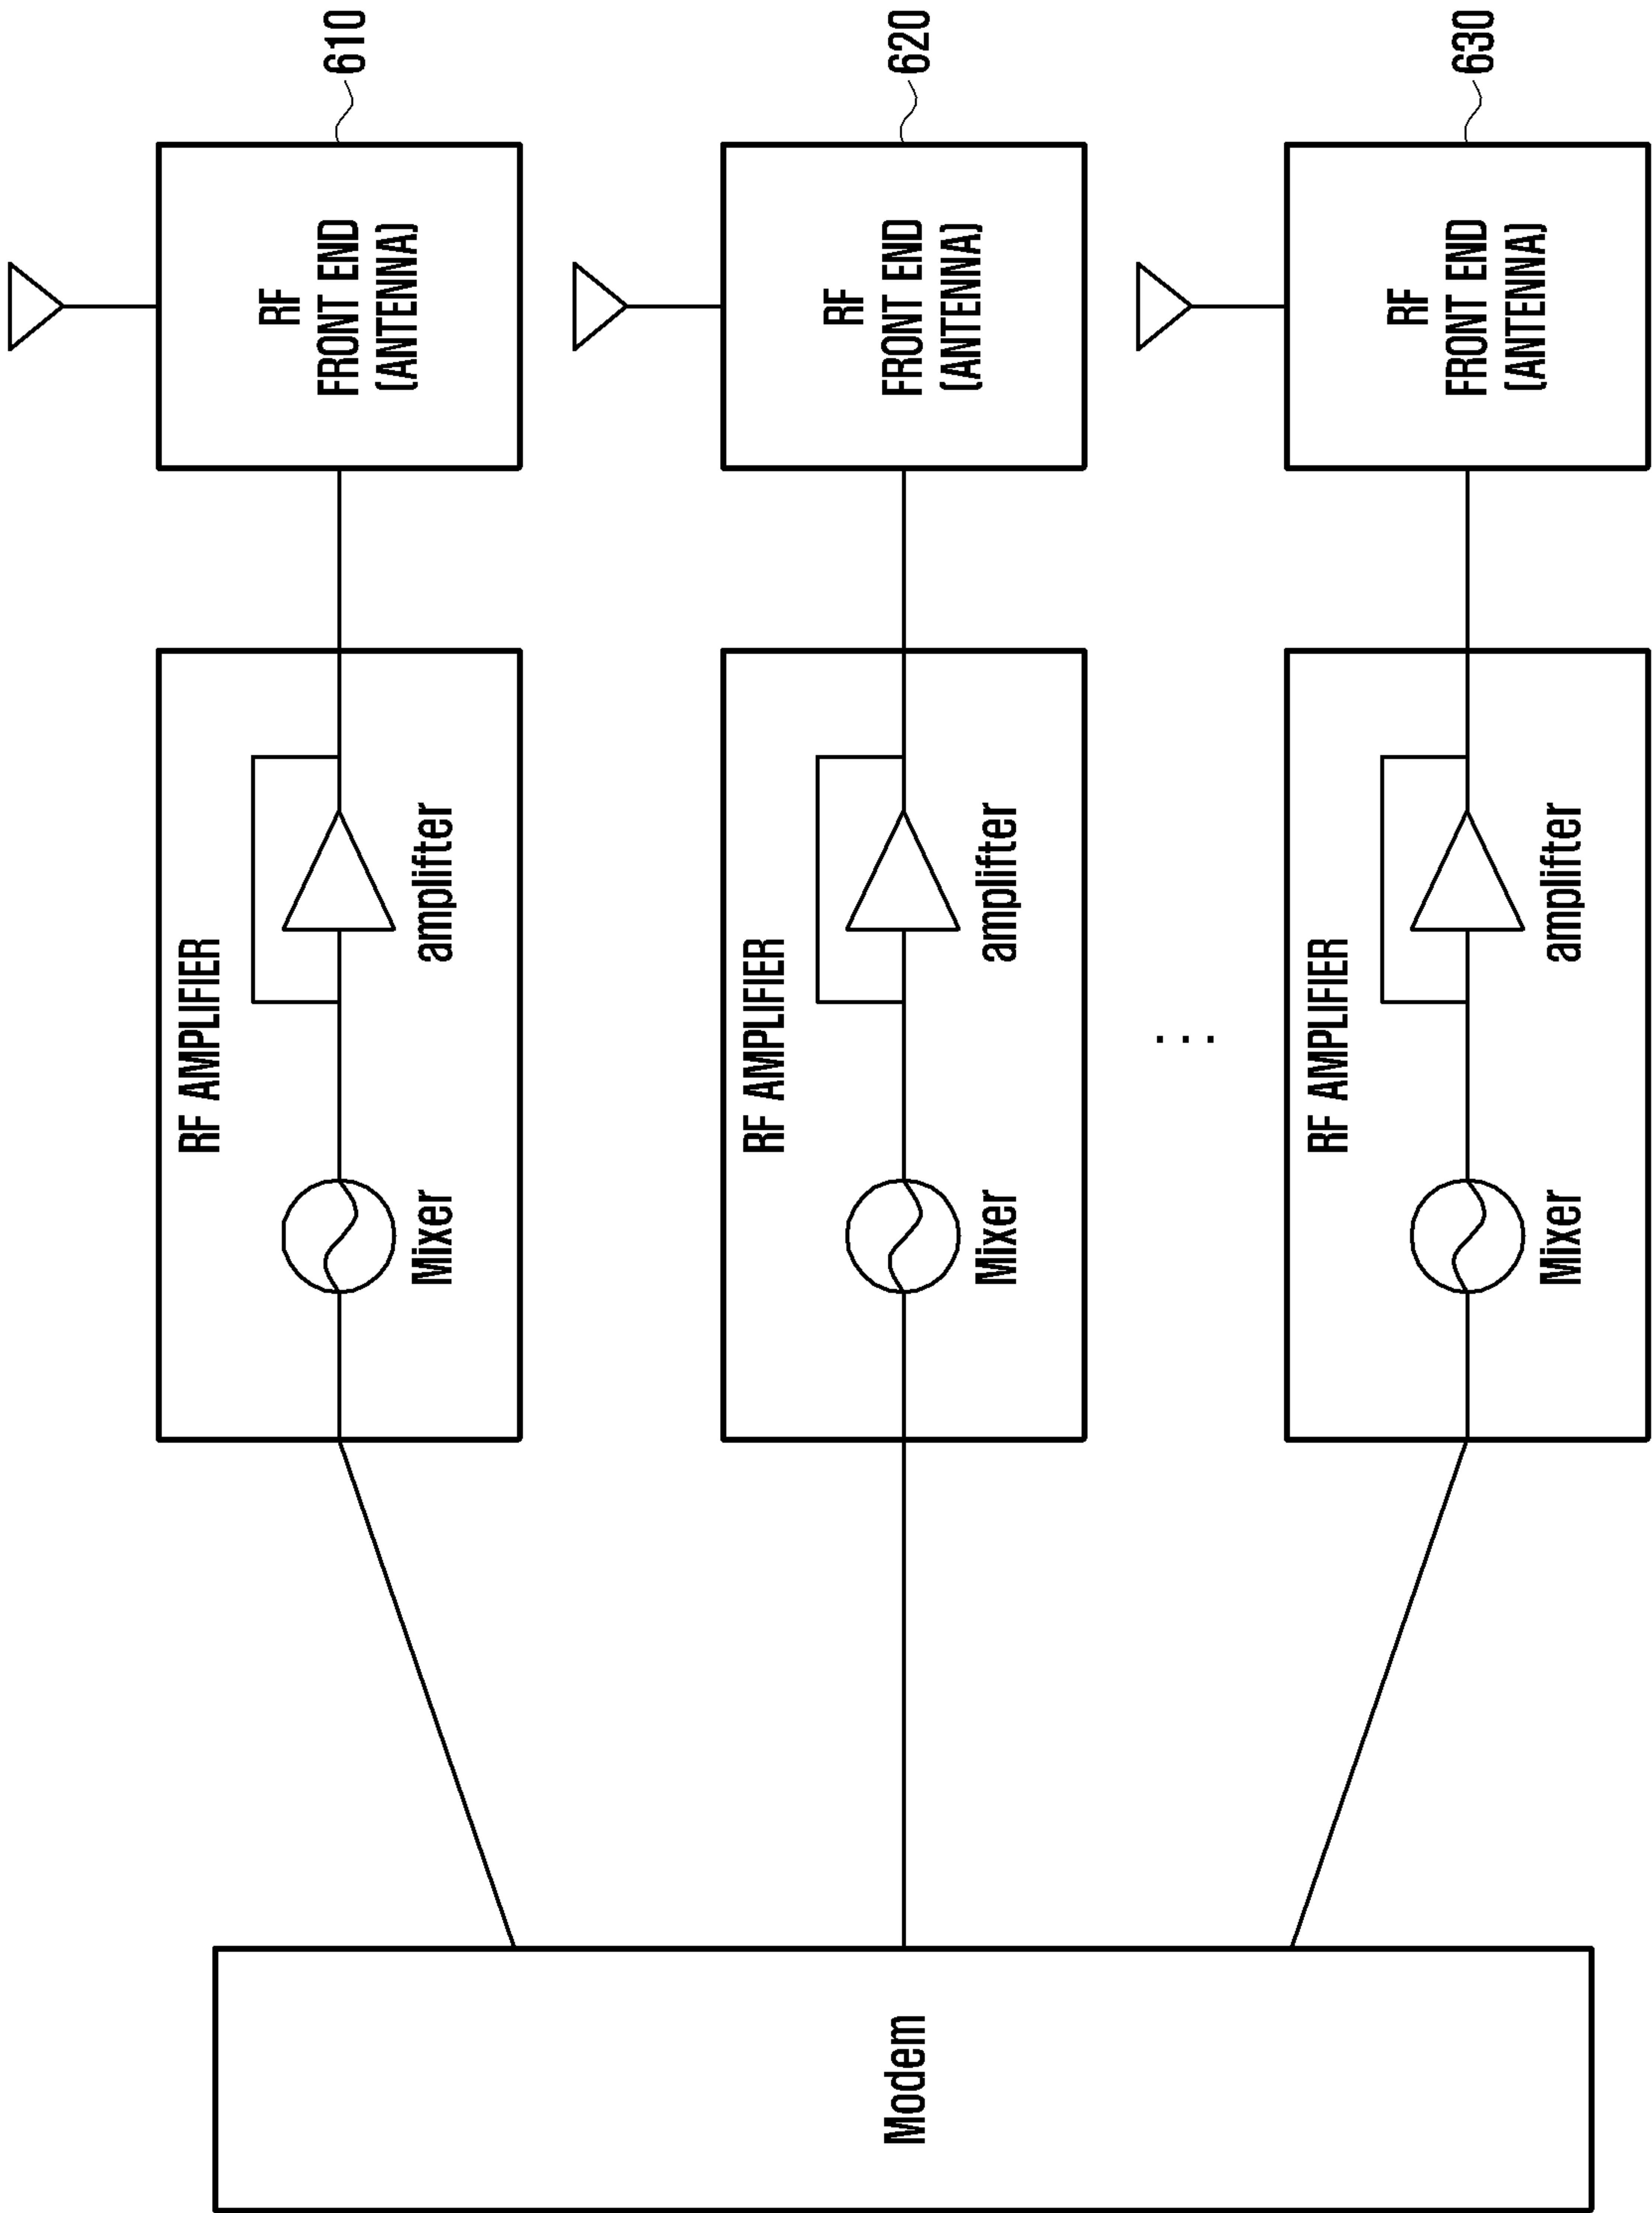 Modem
RF AMPLIFIER
Mixer
amplifter
RF
FRONT END
(ANTENNA)
610
RF AMPLIFIER
Mixer
amplifter
RF
FRONT END
(ANTENNA)
620
...
RF AMPLIFIER
Mixer
amplifter
RF
FRONT END
(ANTENNA)
630